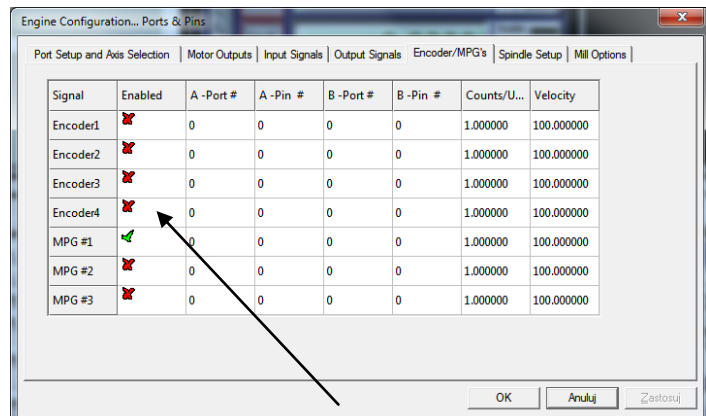 Engine Configuration... Ports & Pins
Port Setup and Axis Selection Motor Outputs Input Signals Output Signals Encoder/MPG's Spindle Setup Mill Options
Signal Enabled A -Port # A -Pin # B -Port # B -Pin # Counts/U... Velocity
Encoder1 0 0 0 0 1.000000 100.000000
Encoder2 0 0 0 0 1.000000 100.000000
Encoder3 0 0 0 0 1.000000 100.000000
Encoder4 0 0 0 0 1.000000 100.000000
MPG #1 0 0 0 0 1.000000 100.000000
MPG #2 0 0 0 0 1.000000 100.000000
MPG #3 0 0 0 0 1.000000 100.000000
OK Anuluj Zastosuj